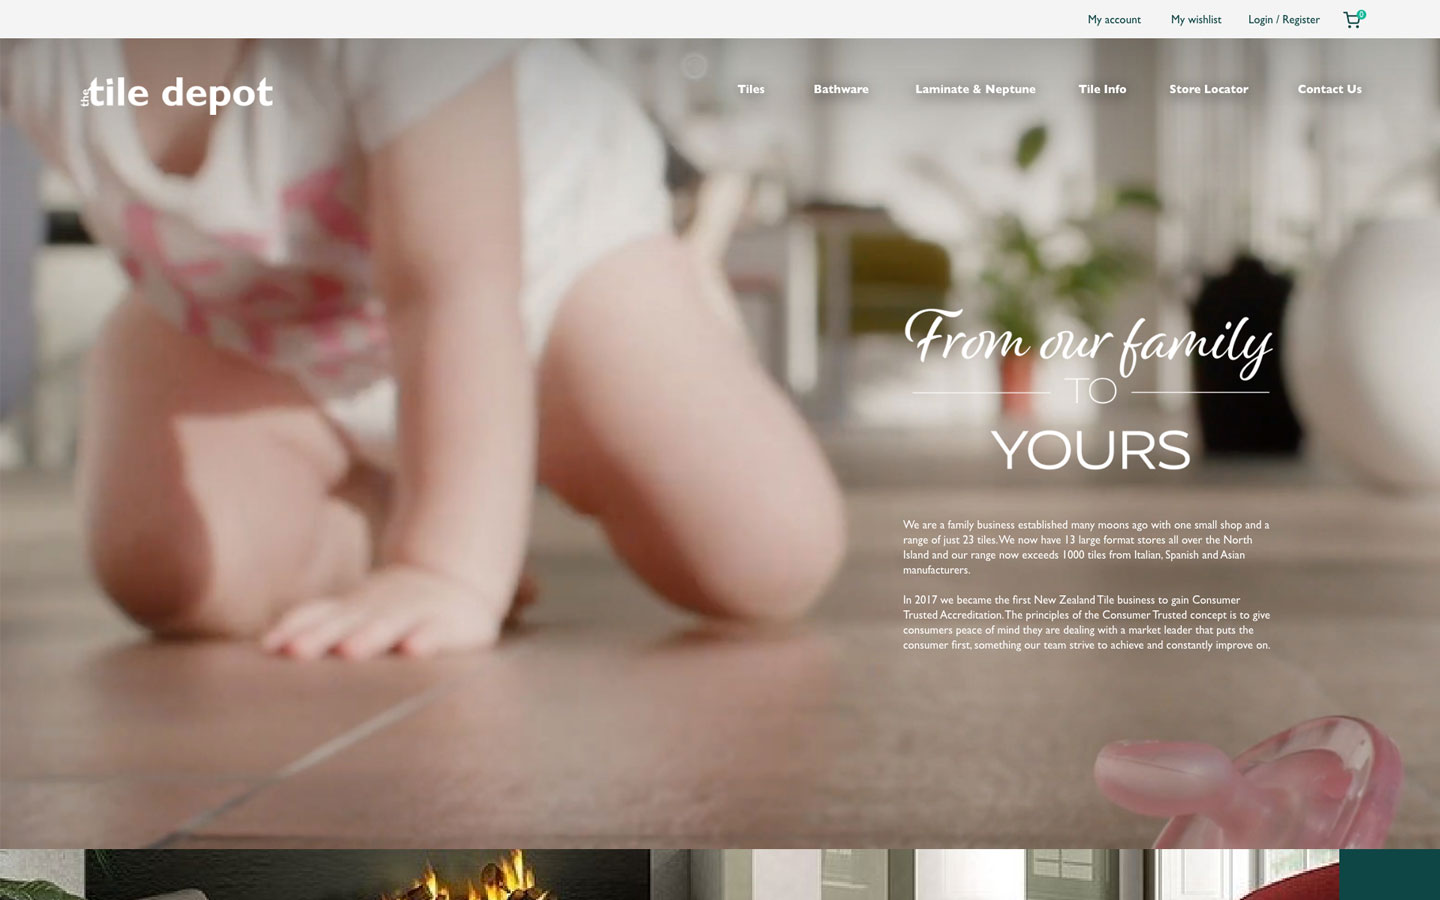 My account
My wishlist
Login / Register
0
the tile depot
Tiles
Bathware
Laminate & Neptune
Tile Info
Store Locator
Contact Us
From our family
TO
YOURS
We are a family business established many moons ago with one small shop and a
range of just 23 tiles. We now have 13 large format stores all over the North
Island and our range now exceeds 1000 tiles from Italian, Spanish and Asian
manufacturers.
In 2017 we became the first New Zealand Tile business to gain Consumer
Trusted Accreditation. The principles of the Consumer Trusted concept is to give
consumers peace of mind they are dealing with a market leader that puts the
consumer first, something our team strive to achieve and constantly improve on.